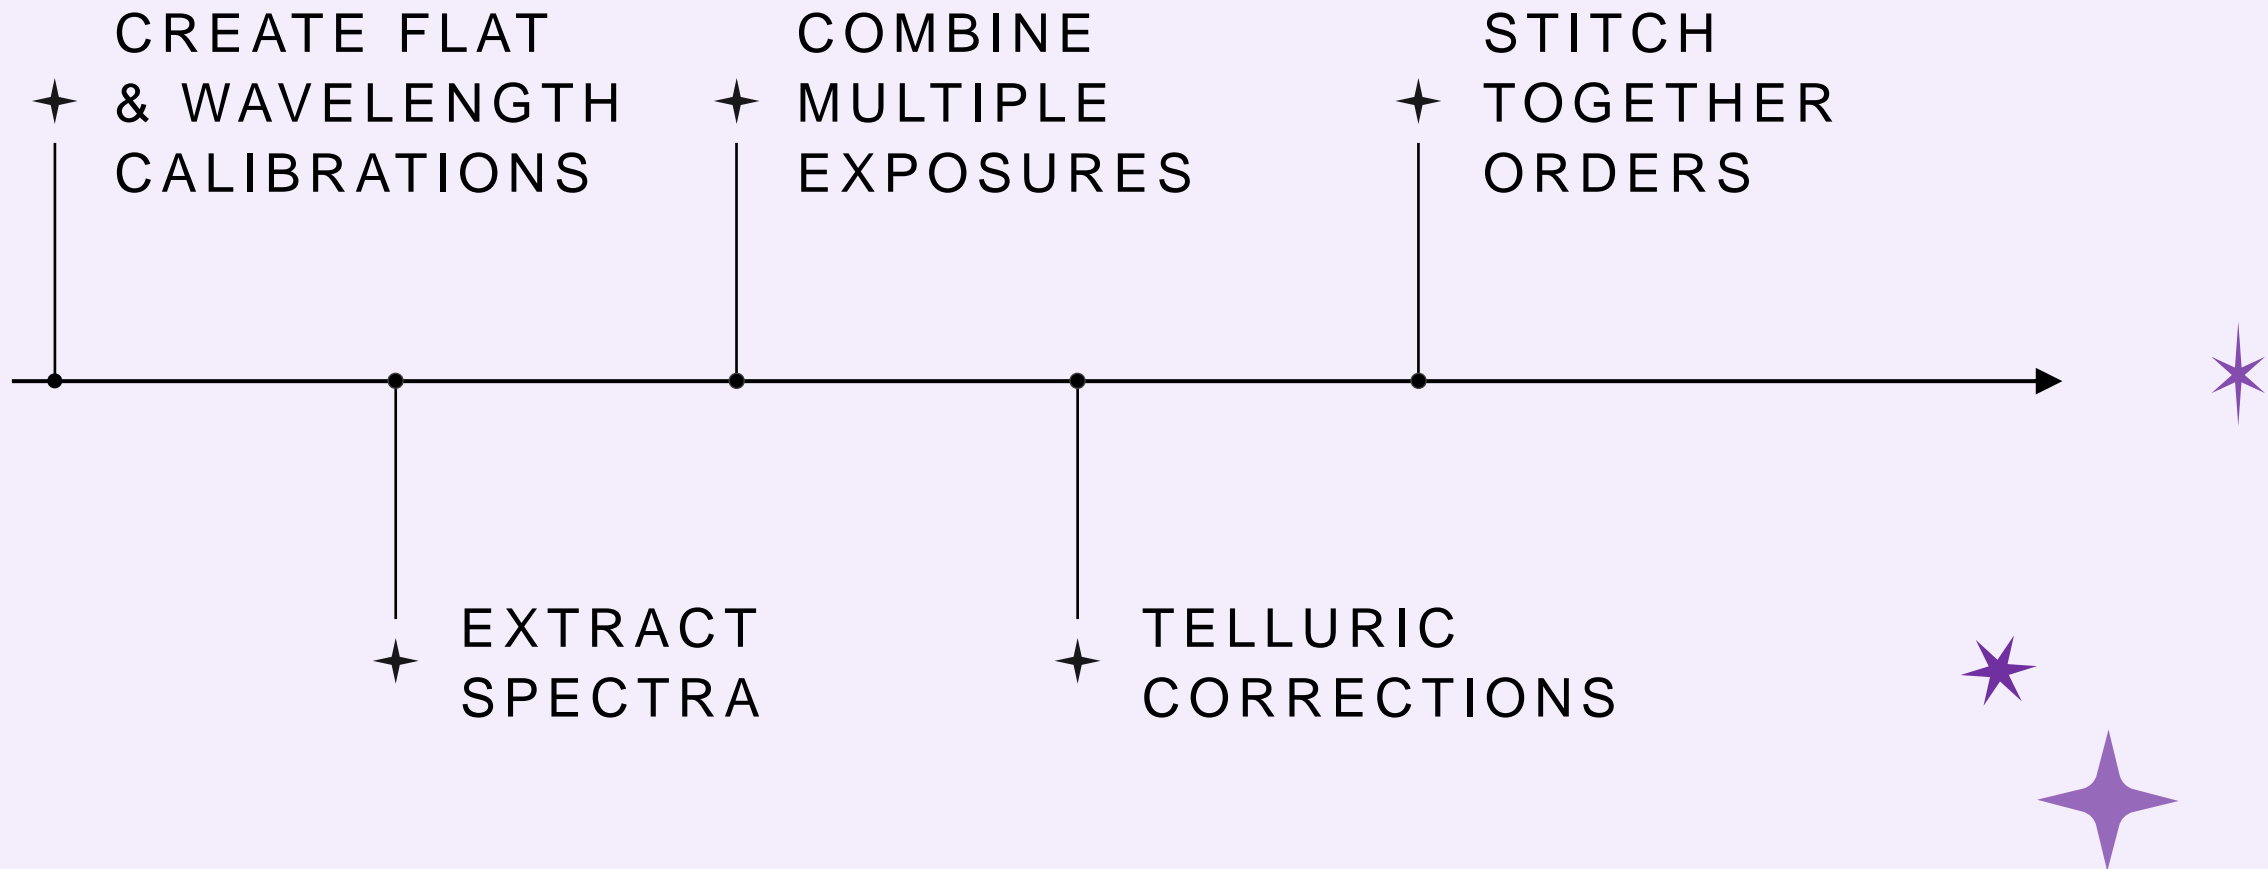 CREATE FLAT
& WAVELENGTH
CALIBRATIONS
EXTRACT
SPECTRA
COMBINE
MULTIPLE
EXPOSURES
TELLURIC
CORRECTIONS
STITCH
TOGETHER
ORDERS